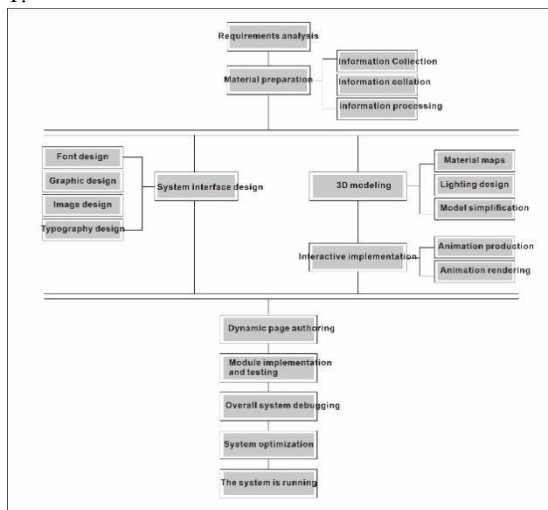 1.
Requirements analysis
Material preparation
Information Collection
Information collation
information processing
Font design
Graphic design
Image design
Typography design
System interface design
3D modeling
Material maps
Lighting design
Model simplification
Interactive implementation
Animation production
Animation rendering
Dynamic page authoring
Module implementation
and testing
Overall system debugging
System optimization
The system is running